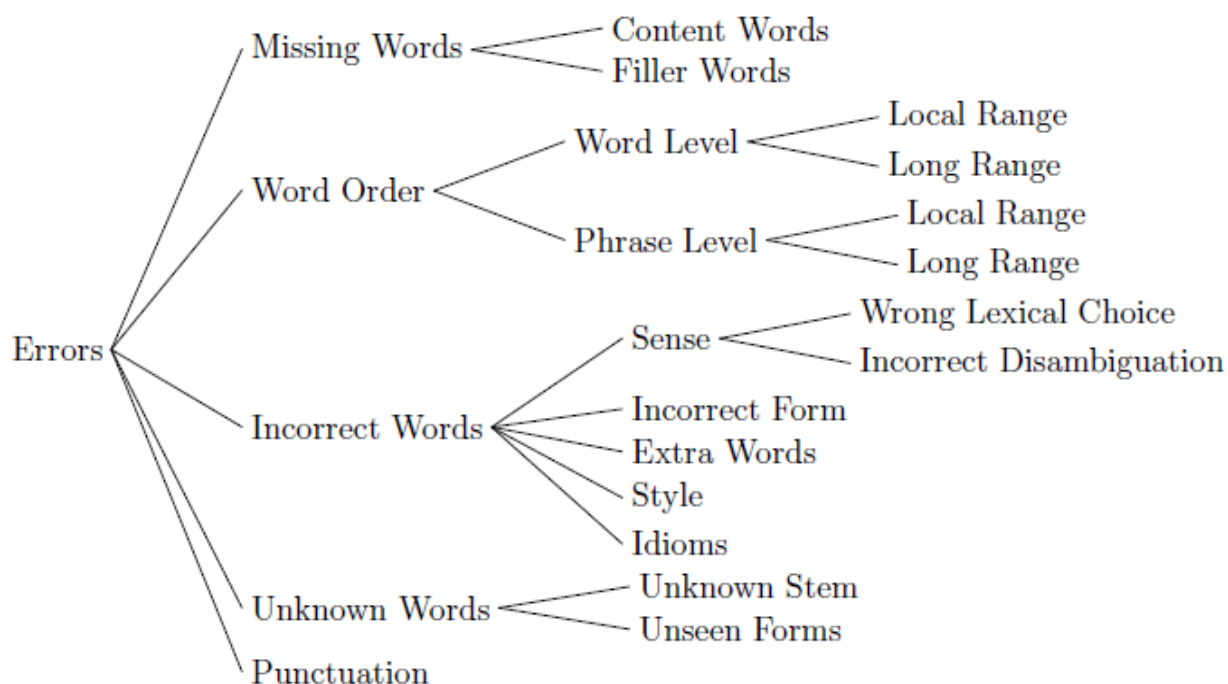 Content Words
Missing Words
Filler Words
Local Range
Word Level
Long Range
Word Order
Local Range
Phrase Level
Long Range
Wrong Lexical Choice
Sense
Errors
Incorrect Disambiguation
Incorrect Form
Incorrect Words
Extra Words
Style
Idioms
Unknown Stem
Unknown Words
Unseen Forms
Punctuation